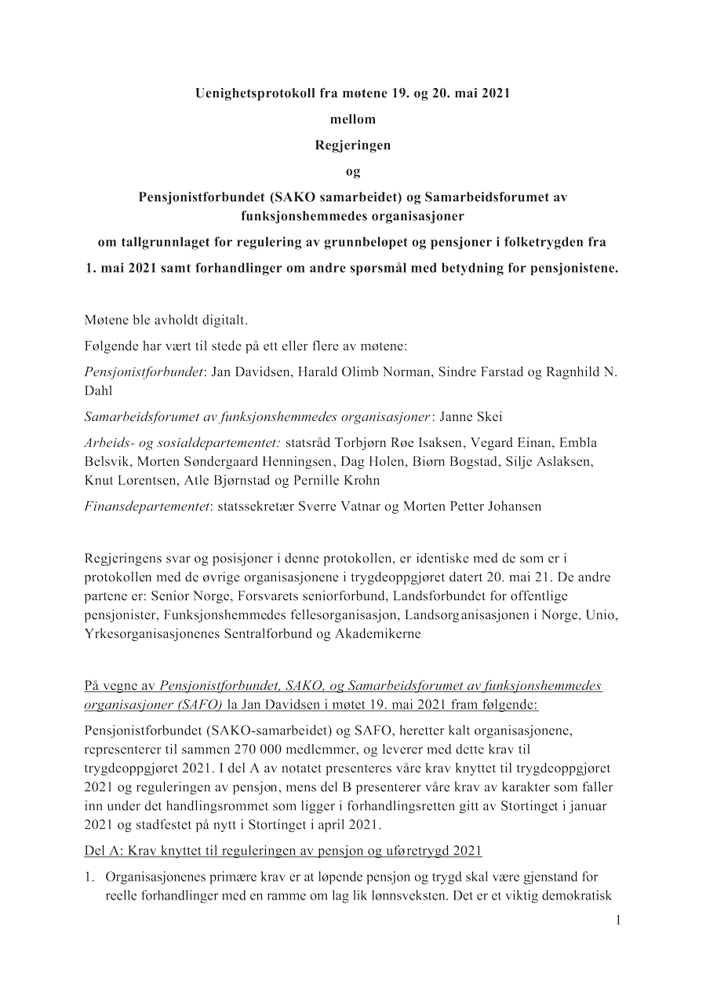 Uenighetsprotokoll fra møtene 19. og 20. mai 2021
mellom
Regjeringen
og
Pensjonistforbundet (SAKO samarbeidet) og Samarbeidsforumet av
funksjonshemmedes organisasjoner
om tallgrunnlaget for regulering av grunnbeløpet og pensjoner i folketrygden fra
1. mai 2021 samt forhandlinger om andre spørsmål med betydning for pensjonistene.
Møtene ble avholdt digitalt.
Følgende har vært til stede på ett eller flere av møtene:
Pensjonistforbundet: Jan Davidsen, Harald Olimb Norman, Sindre Farstad og Ragnhild N.
Dahl
Samarbeidsforumet av funksjonshemmedes organisasjoner: Janne Skei
Arbeids- og sosialdepartementet: statsråd Torbjørn Røe Isaksen, Vegard Einan, Embla
Belsvik, Morten Søndergaard Henningsen, Dag Holen, Biørn Bogstad, Silje Aslaksen,
Knut Lorentsen, Atle Bjørnstad og Pernille Krohn
Finansdepartementet: statssekretær Sverre Vatnar og Morten Petter Johansen
Regjeringens svar og posisjoner i denne protokollen, er identiske med de som er i
protokollen med de øvrige organisasjonene i trygdeoppgjøret datert 20. mai 21. De andre
partene er: Senior Norge, Forsvarets seniorforbund, Landsforbundet for offentlige
pensjonister, Funksjonshemmedes fellesorganisasjon, Landsorganisasjonen i Norge, Unio,
Yrkesorganisasjonenes Sentralforbund og Akademikerne
På vegne av Pensjonistforbundet, SAKO, og Samarbeidsforumet av funksjonshemmedes
organisasjoner (SAFO) la Jan Davidsen i møtet 19. mai 2021 fram følgende:
Pensjonistforbundet (SAKO-samarbeidet) og SAFO, heretter kalt organisasjonene,
representerer til sammen 270 000 medlemmer, og leverer med dette krav til
trygdeoppgjøret 2021. I del A av notatet presenteres våre krav knyttet til trygdeoppgjøret
2021 og reguleringen av pensjon, mens del B presenterer våre krav av karakter som faller
inn under det handlingsrommet som ligger i forhandlingsretten gitt av Stortinget i januar
2021 og stadfestet på nytt i Stortinget i april 2021.
Del A: Krav knyttet til reguleringen av pensjon og uføretrygd 2021
1. Organisasjonenes primære krav er at løpende pensjon og trygd skal være gjenstand for
reelle forhandlinger med en ramme om lag lik lønnsveksten. Det er et viktig demokratisk
1